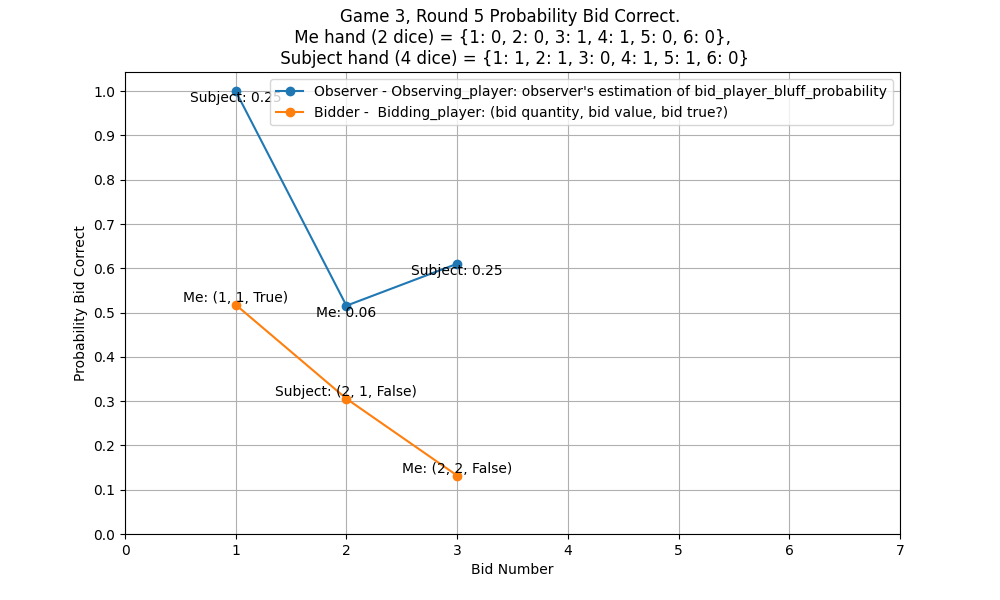 Game 3, Round 5 Probability Bid Correct.
Me hand (2 dice) = {1: 0, 2: 0, 3: 1, 4: 1, 5: 0, 6: 0},
Subject hand (4 dice) = {1: 1, 2: 1, 3: 0, 4: 1, 5: 1, 6: 0}
Observer - Observing_player: observer's estimation of bid_player_bluff_probability
Bidder -  Bidding_player: (bid quantity, bid value, bid true?)
Probability Bid Correct
1.0
0.9
0.8
0.7
0.6
0.5
0.4
0.3
0.2
0.1
0.0
Subject: 0.25
Me: 0.06
Subject: 0.25
Me: (1, 1, True)
Subject: (2, 1, False)
Me: (2, 2, False)
0 1 2 3 4 5 6 7
Bid Number